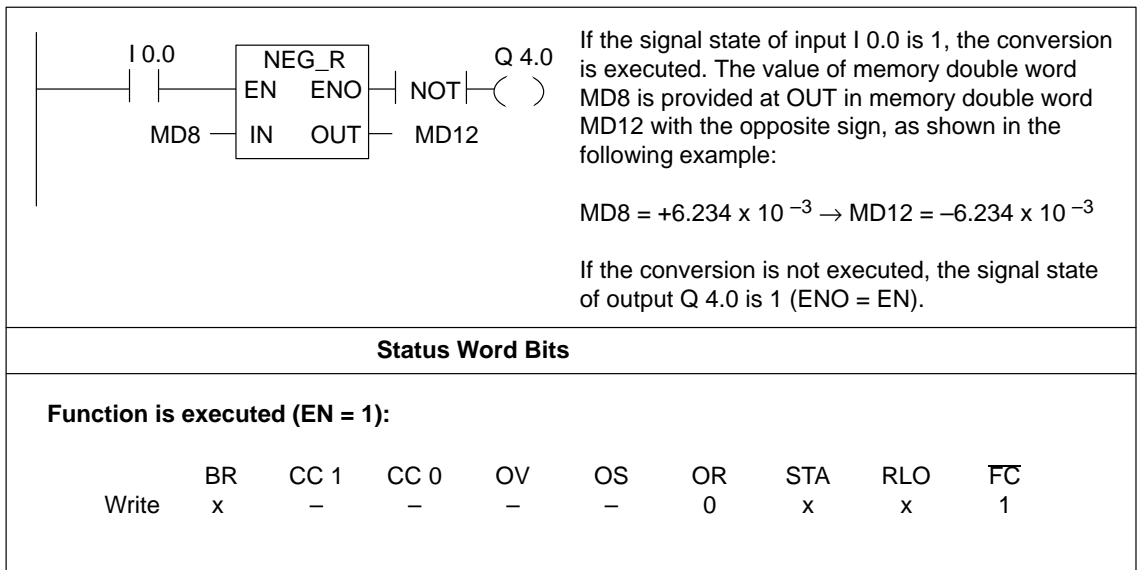 I 0.0
NEG_R
Q 4.0
EN ENO
NOT
MD8
IN OUT
MD12
If the signal state of input I 0.0 is 1, the conversion
is executed. The value of memory double word
MD8 is provided at OUT in memory double word
MD12 with the opposite sign, as shown in the
following example:
MD8 = +6.234 x 10 –3 → MD12 = –6.234 x 10 –3
If the conversion is not executed, the signal state
of output Q 4.0 is 1 (ENO = EN).
Status Word Bits
Function is executed (EN = 1):
BR CC 1 CC 0 OV OS OR STA RLO F̅C̅
Write x – – – – 0 x x 1